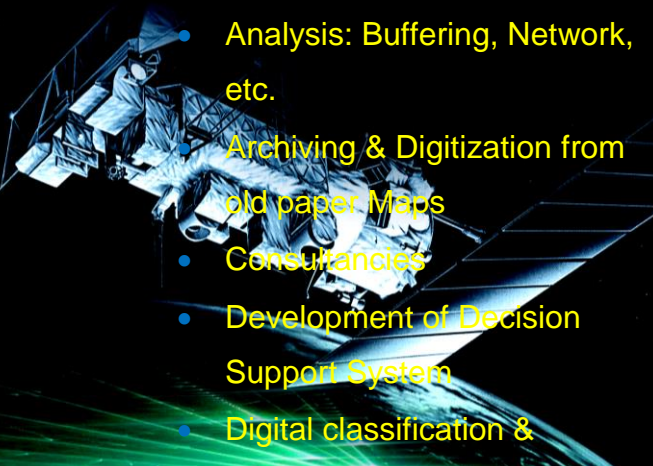 • Analysis: Buffering, Network,
etc.
• Archiving & Digitization from
old paper Maps
• Consultancies
• Development of Decision
Support System
• Digital classification &